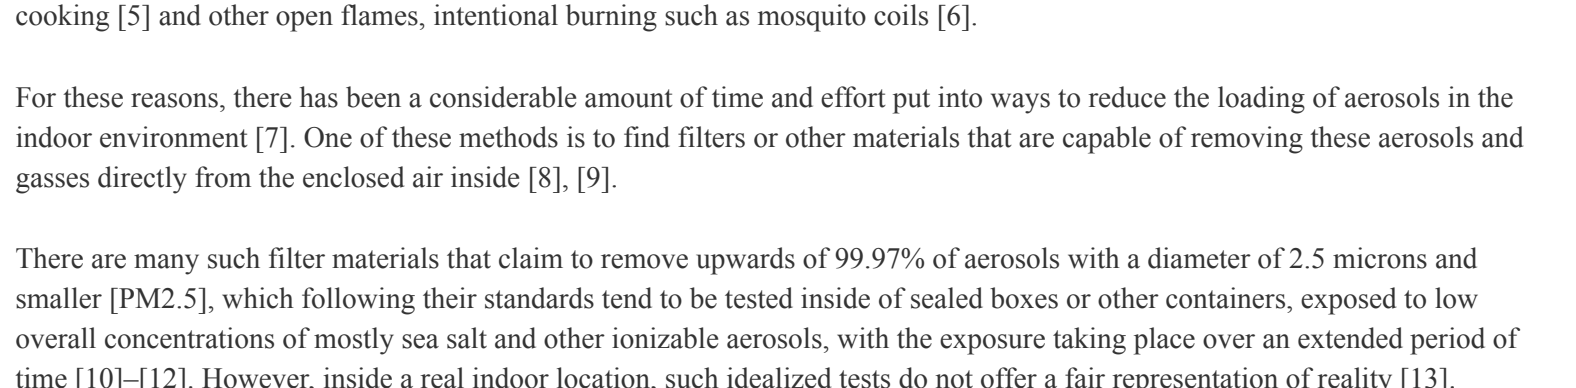 cooking [5] and other open flames, intentional burning such as mosquito coils [6].
For these reasons, there has been a considerable amount of time and effort put into ways to reduce the loading of aerosols in the
indoor environment [7]. One of these methods is to find filters or other materials that are capable of removing these aerosols and
gasses directly from the enclosed air inside [8], [9].
There are many such filter materials that claim to remove upwards of 99.97% of aerosols with a diameter of 2.5 microns and
smaller [PM2.5], which following their standards tend to be tested inside of sealed boxes or other containers, exposed to low
overall concentrations of mostly sea salt and other ionizable aerosols, with the exposure taking place over an extended period of
time [10]–[12]. However, inside a real indoor location, such idealized tests do not offer a fair representation of reality [13].